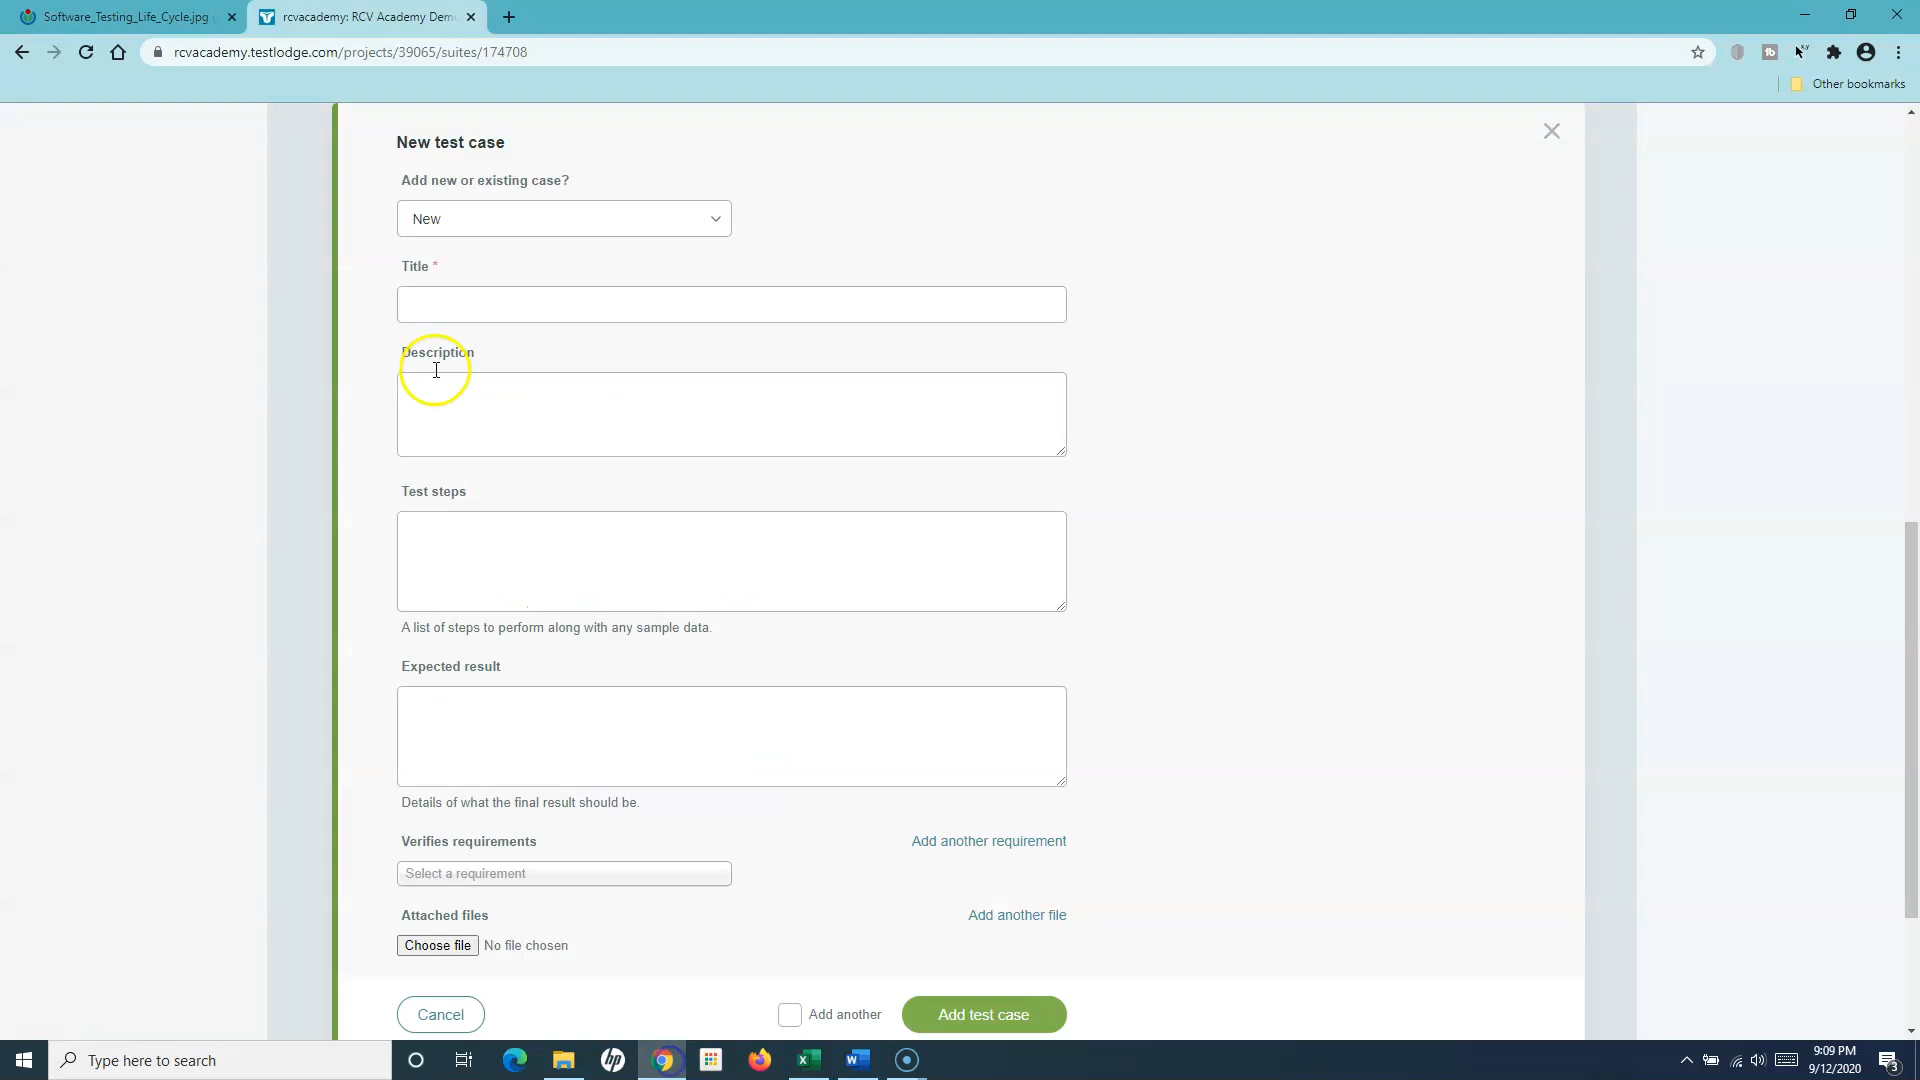 Software_Testing_Life_Cycle.jpg
rcvacademy: RCV Academy Dem
rcvacademy.testlodge.com/projects/39065/suites/174708
Other bookmarks
New test case
Add new or existing case?
New
Title *
Description
Test steps
A list of steps to perform along with any sample data.
Expected result
Details of what the final result should be.
Verifies requirements
Add another requirement
Select a requirement
Attached files
Add another file
Choose file No file chosen
Cancel
Add another
Add test case
Type here to search
9:09 PM
9/12/2020
3